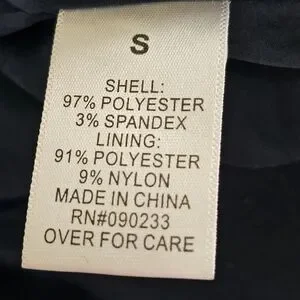 S
SHELL:
97% POLYESTER
3% SPANDEX
LINING:
91% POLYESTER
9% NYLON
MADE IN CHINA
RN#090233
OVER FOR CARE